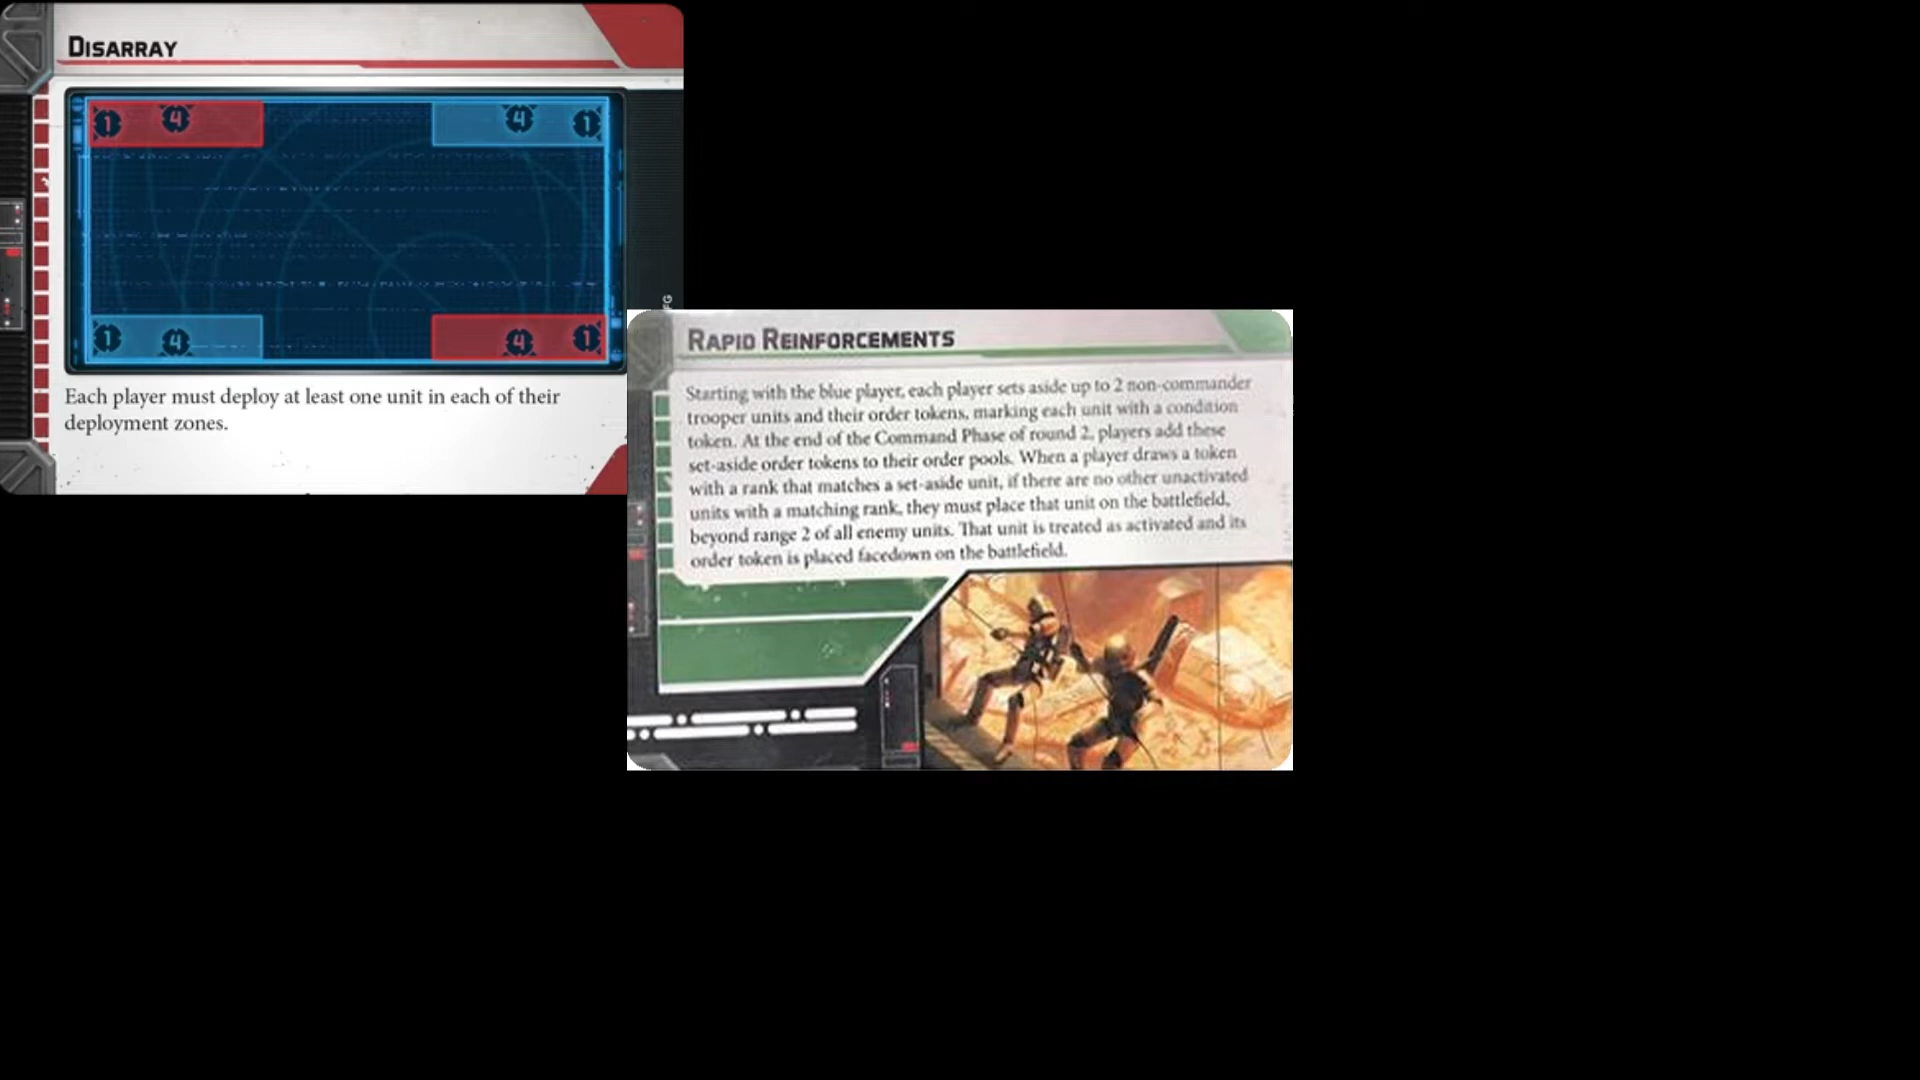 DISARRAY
1 4 4 1
1 4 4 1
Each player must deploy at least one unit in each of their
deployment zones.
FG
RAPID REINFORCEMENTS
Starting with the blue player, each player sets aside up to 2 non-commander
trooper units and their order tokens, marking each unit with a condition
token. At the end of the Command Phase of round 2, players add these
set-aside order tokens to their order pools. When a player draws a token
with a rank that matches a set-aside unit, if there are no other unactivated
units with a matching rank, they must place that unit on the battlefield,
beyond range 2 of all enemy units. That unit is treated as activated and its
order token is placed facedown on the battlefield.